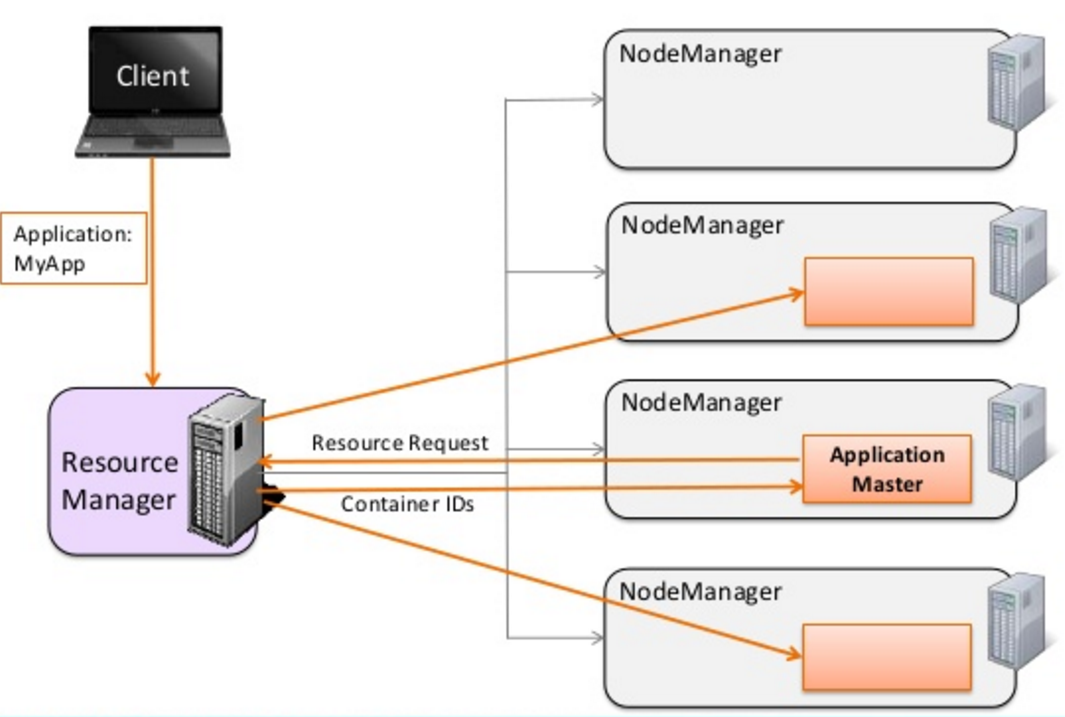 Client
NodeManager
Application:
MyApp
NodeManager
NodeManager
Resource Request
Resource
Manager
Application
Master
Container IDs
NodeManager